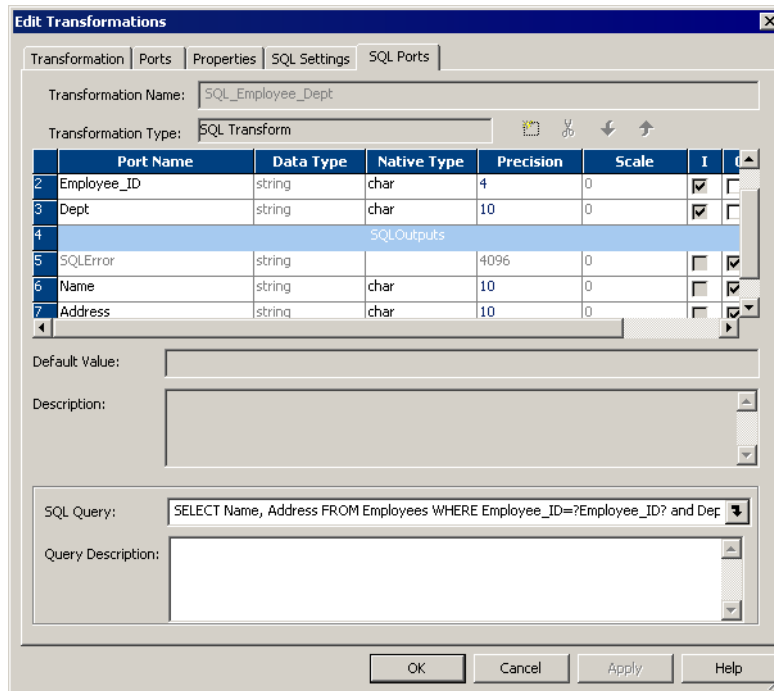 Edit Transformations
Transformation Ports Properties SQL Settings SQL Ports
Transformation Name: SQL_Employee_Dept
Transformation Type: SQL Transform
Port Name Data Type Native Type Precision Scale I
2 Employee_ID string char 4 0
3 Dept string char 10 0
4 SQLOutputs
5 SQLError string 4096 0
6 Name string char 10 0
7 Address string char 10 0
Default Value:
Description:
SQL Query: SELECT Name, Address FROM Employees WHERE Employee_ID=?Employee_ID? and Dep
Query Description:
OK Cancel Apply Help